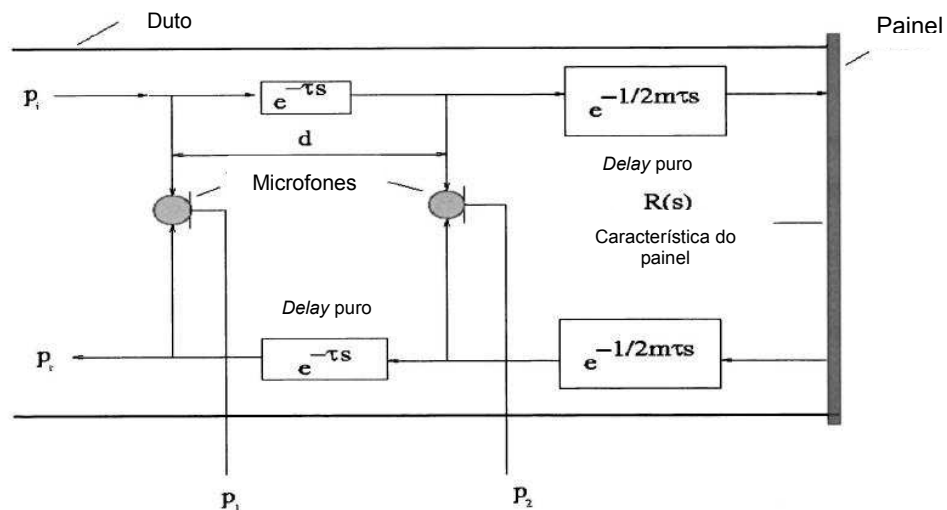 Duto
Painel
p_i
e^{-τs}
e^{-1/2mτs}
d
Delay puro
Microfones
R(s)
Característica do
painel
Delay puro
p_r
e^{-τs}
e^{-1/2mτs}
p_1
p_2